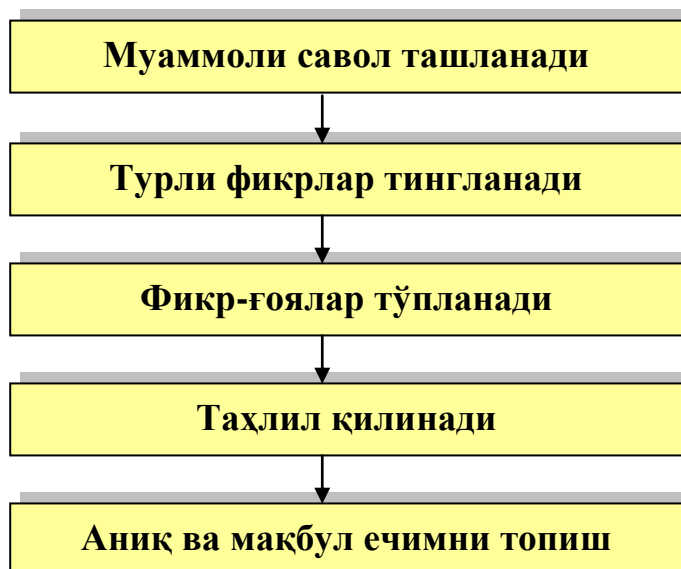 Муаммоли савол ташланади
Турли фикрлар тингланади
Фикр-ғоялар тўпланади
Таҳлил қилинади
Аниқ ва мақбул ечимни топиш